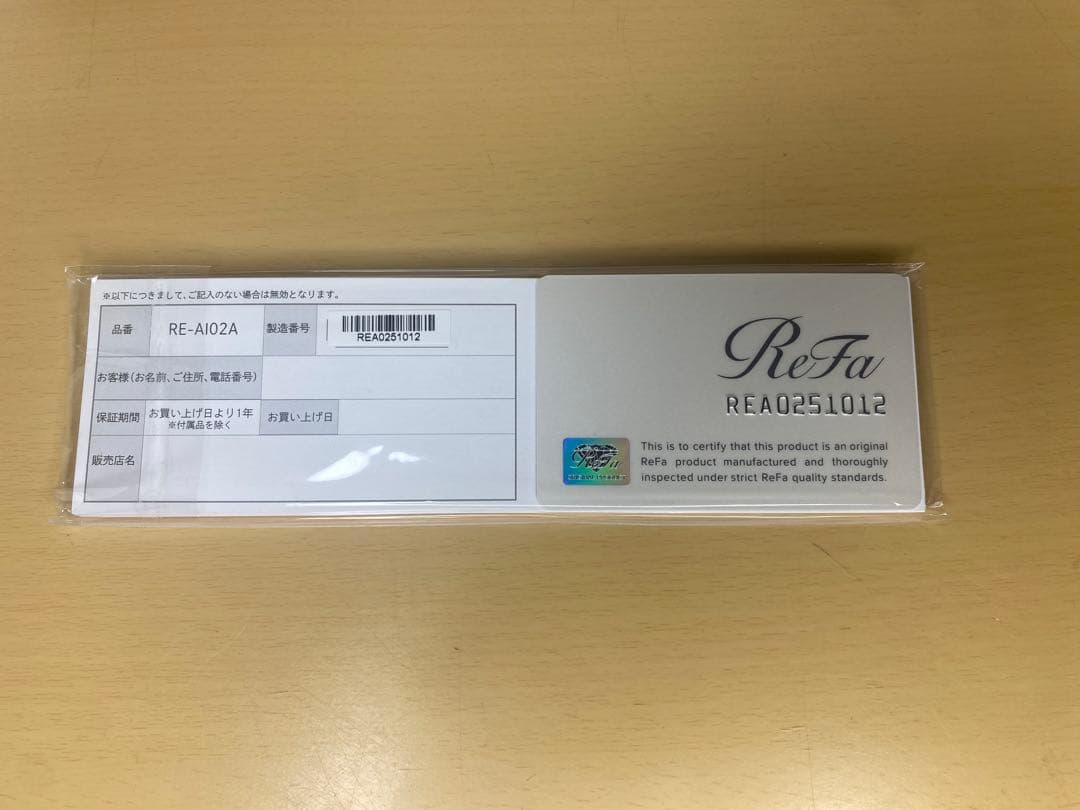 ※以下につきまして、ご記入のない場合は無効となります。
品番 RE-AI02A 製造番号 REA0251012
お客様(お名前、ご住所、電話番号)
保証期間 お買い上げ日より1年 お買い上げ日
※付属品を除く
販売店名
ReFa
REA0251012
ReFa
This is to certify that this product is an original
ReFa product manufactured and thoroughly
inspected under strict ReFa quality standards.